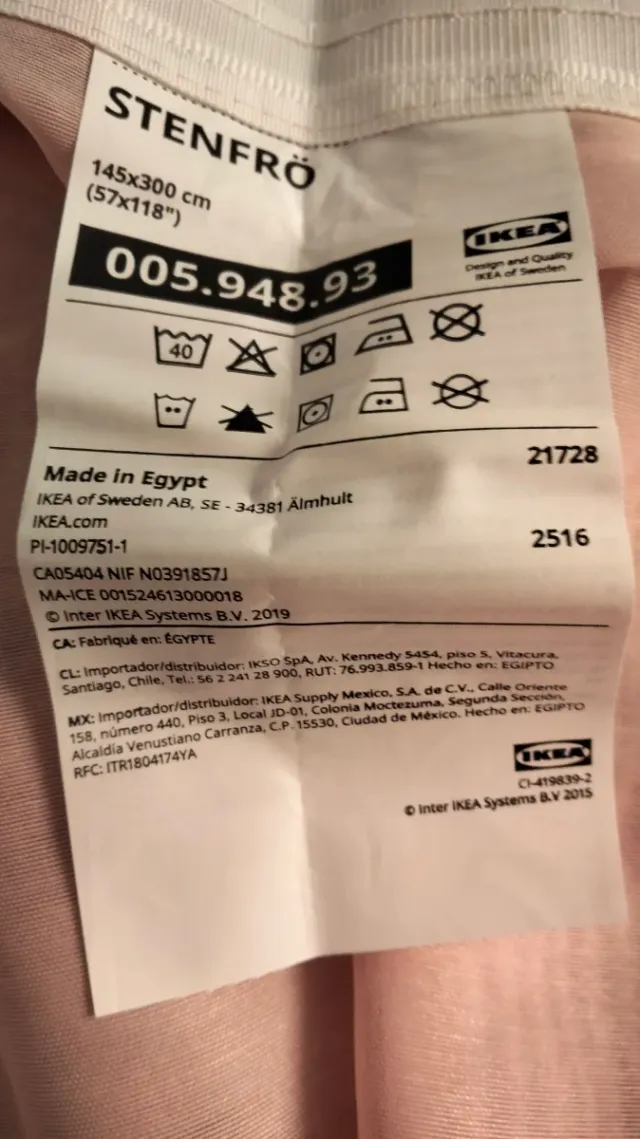 STENFRÖ
145x300 cm
(57x118")
005.948.93
IKEA
Design and Quality
IKEA of Sweden
40
21728
Made in Egypt
IKEA of Sweden AB, SE - 34381 Älmhult
IKEA.com
PI-1009751-1
2516
CA05404 NIF N0391857J
MA-ICE 001524613000018
© Inter IKEA Systems B.V. 2019
CA: Fabriqué en: ÉGYPTE
CL: Importador/distribuidor: IKSO SpA, Av. Kennedy 5454, piso 5, Vitacura,
Santiago, Chile, Tel.: 56 2 241 28 900, RUT: 76.993.859-1 Hecho en: EGIPTO
MX: Importador/distribuidor: IKEA Supply Mexico, S.A. de C.V., Calle Oriente
158, número 440, Piso 3, Local JD-01, Colonia Moctezuma, Segunda Sección,
Alcaldía Venustiano Carranza, C.P. 15530, Ciudad de México. Hecho en: EGIPTO
RFC: ITR1804174YA
IKEA
CI-419839-2
© Inter IKEA Systems B.V 2015